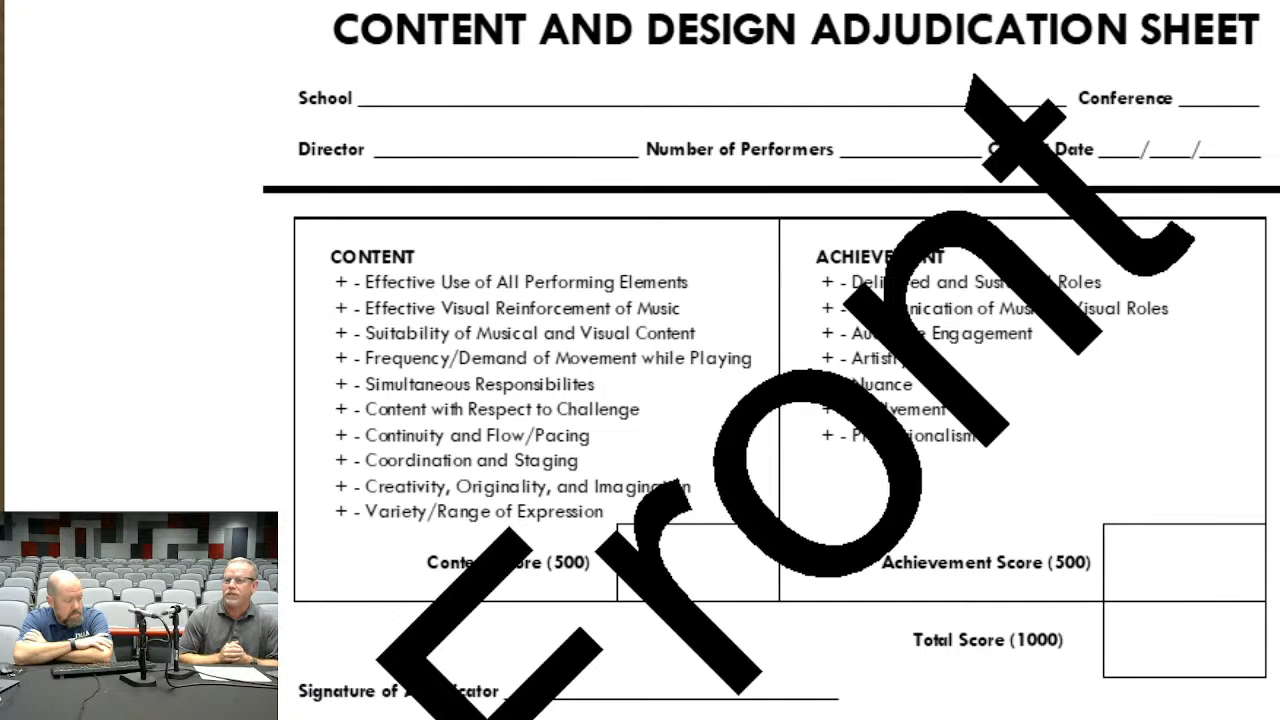 CONTENT AND DESIGN ADJUDICATION SHEET
School Conference
Director Number of Performers Date / /
CONTENT
+ - Effective Use of All Performing Elements
+ - Effective Visual Reinforcement of Music
+ - Suitability of Musical and Visual Content
+ - Frequency/Demand of Movement while Playing
+ - Simultaneous Responsibilites
+ - Content with Respect to Challenge
+ - Continuity and Flow/Pacing
+ - Coordination and Staging
+ - Creativity, Originality, and Imagination
+ - Variety/Range of Expression
Content Score (500)
ACHIEVEMENT
+ - Delivered and Sustained Roles
+ - Communication of Musical/Visual Roles
+ - Audience Engagement
+ - Artistry
Nuance
+ - Involvement
+ - Professionalism
Achievement Score (500)
Total Score (1000)
Signature of Adjudicator
Front